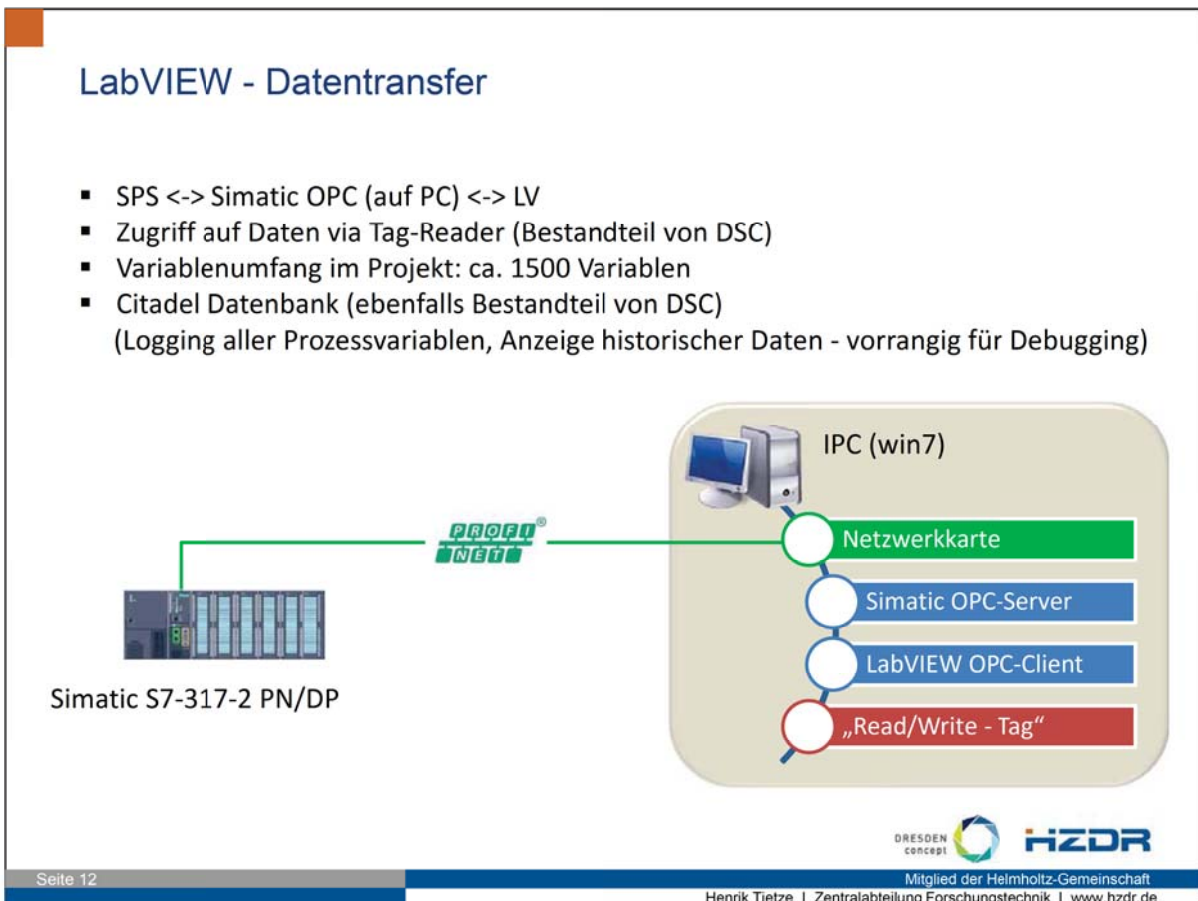 LabVIEW - Datentransfer
▪ SPS <-> Simatic OPC (auf PC) <-> LV
▪ Zugriff auf Daten via Tag-Reader (Bestandteil von DSC)
▪ Variablenumfang im Projekt: ca. 1500 Variablen
▪ Citadel Datenbank (ebenfalls Bestandteil von DSC)
(Logging aller Prozessvariablen, Anzeige historischer Daten - vorrangig für Debugging)
IPC (win7)
PROFI
NET®
Netzwerkkarte
Simatic OPC-Server
LabVIEW OPC-Client
„Read/Write - Tag“
Simatic S7-317-2 PN/DP
DRESDEN
concept
HZDR
Seite 12
Mitglied der Helmholtz-Gemeinschaft
Henrik Tietze | Zentralabteilung Forschungstechnik | www.hzdr.de